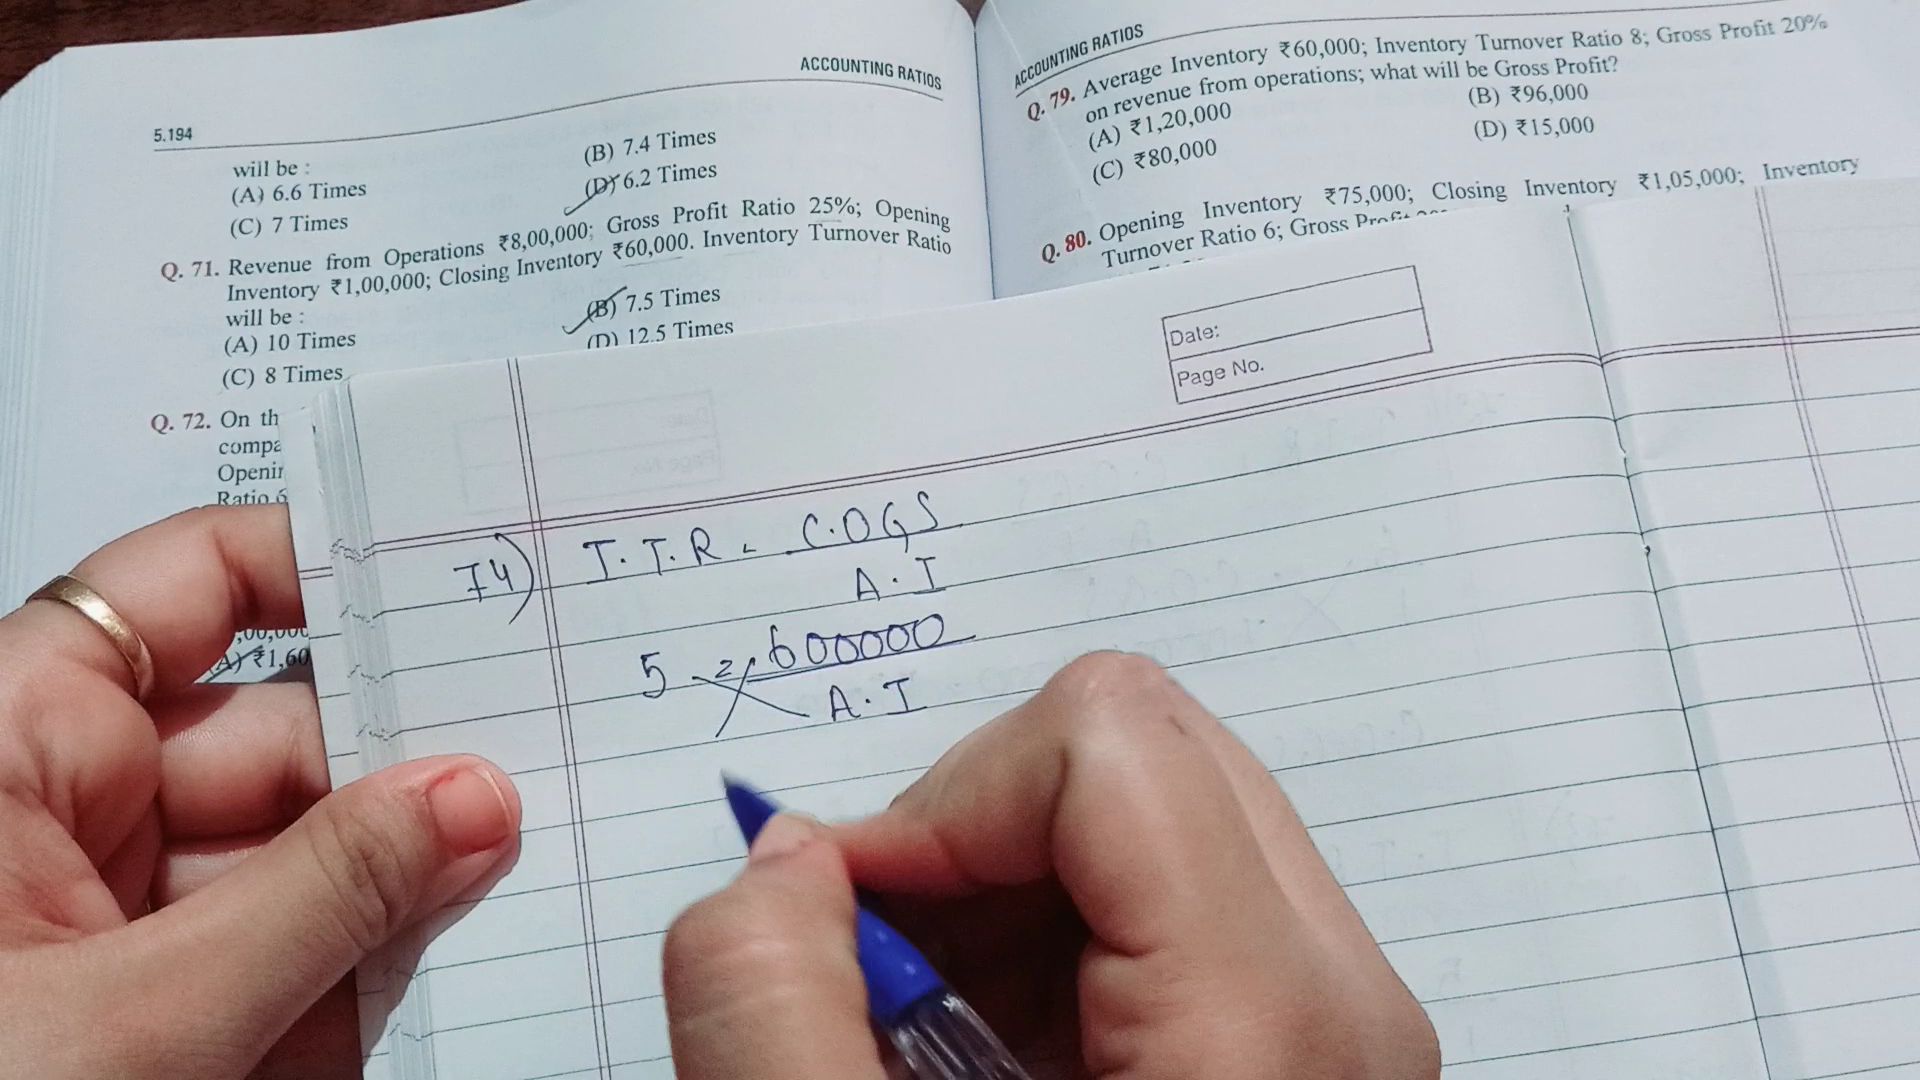 ACCOUNTING RATIOS
5.194
will be :
(A) 6.6 Times
(B) 7.4 Times
(C) 7 Times
(D) 6.2 Times
Q. 71. Revenue from Operations ₹8,00,000; Gross Profit Ratio 25%; Opening
Inventory ₹1,00,000; Closing Inventory ₹60,000. Inventory Turnover Ratio
will be :
(A) 10 Times
(B) 7.5 Times
(C) 8 Times
(D) 12.5 Times
Q. 72. On th
compa
Openin
Ratio 6
,00,000
(A) ₹1,60
ACCOUNTING RATIOS
Q. 79. Average Inventory ₹60,000; Inventory Turnover Ratio 8; Gross Profit 20%
on revenue from operations; what will be Gross Profit?
(A) ₹1,20,000
(B) ₹96,000
(C) ₹80,000
(D) ₹15,000
Q. 80. Opening Inventory ₹75,000; Closing Inventory ₹1,05,000; Inventory
Turnover Ratio 6; Gross Profit
Date:
Page No.
74) I.T.R = C.O.G.S
A.I
5 = 600000
A.I